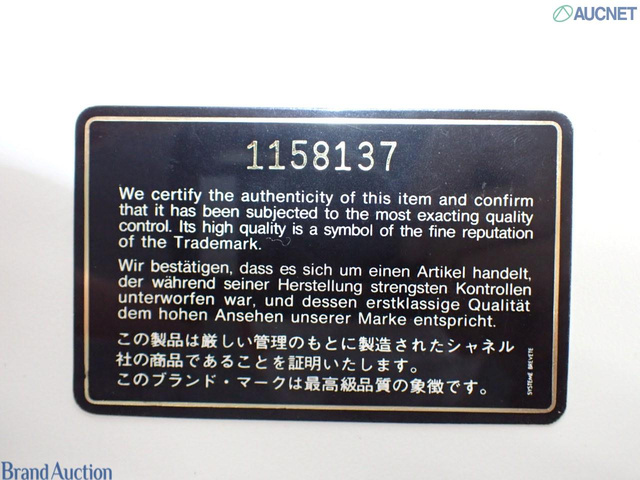 AUCNET
1158137
We certify the authenticity of this item and confirm
that it has been subjected to the most exacting quality
control. Its high quality is a symbol of the fine reputation
of the Trademark.
Wir bestätigen, dass es sich um einen Artikel handelt,
der während seiner Herstellung strengsten Kontrollen
unterworfen war, und dessen erstklassige Qualität
dem hohen Ansehen unserer Marke entspricht.
この製品は厳しい管理のもとに製造されたシャネル
社の商品であることを証明いたします。
このブランド・マークは最高級品質の象徴です。
SYSTEME BREVETE
Brand Auction